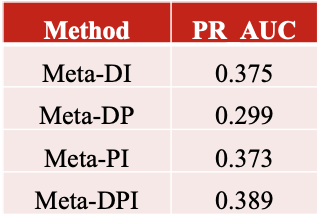 Method PR_AUC
Meta-DI 0.375
Meta-DP 0.299
Meta-PI 0.373
Meta-DPI 0.389